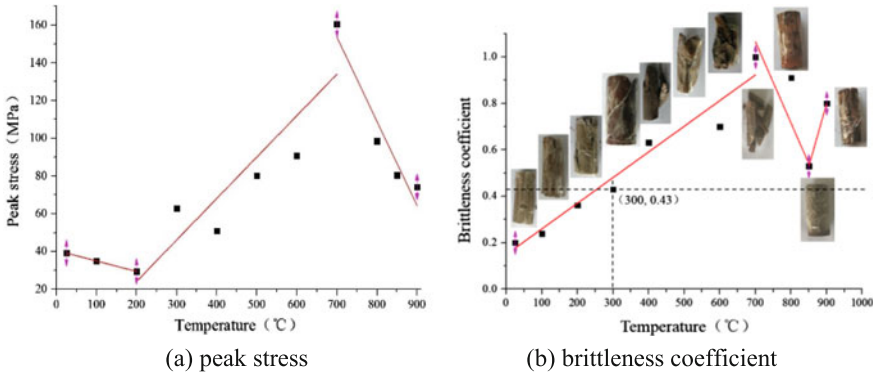 160
140
120
100
80
60
40
20
Peak stress (MPa)
0 100 200 300 400 500 600 700 800 900
Temperature（℃）
(a) peak stress
1.0
0.8
0.6
0.4
0.2
0.0
Brittleness coefficient
（300, 0.43）
0 100 200 300 400 500 600 700 800 900 1000
Temperature（℃）
(b) brittleness coefficient